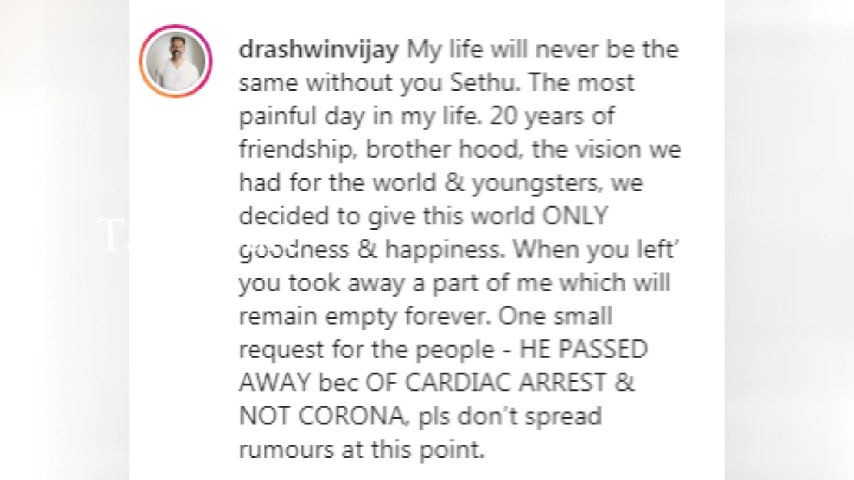 drashwinvijay My life will never be the
same without you Sethu. The most
painful day in my life. 20 years of
friendship, brother hood, the vision we
had for the world & youngsters, we
decided to give this world ONLY
goodness & happiness. When you left'
you took away a part of me which will
remain empty forever. One small
request for the people - HE PASSED
AWAY bec OF CARDIAC ARREST &
NOT CORONA, pls don't spread
rumours at this point.